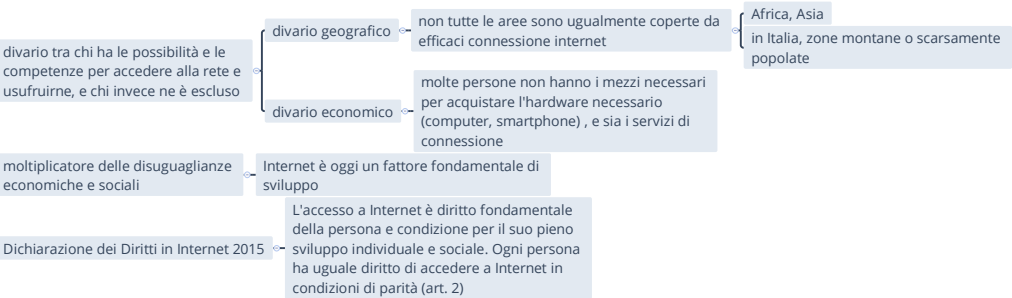 divario tra chi ha le possibilità e le
competenze per accedere alla rete e
usufruirne, e chi invece ne è escluso
divario geografico
non tutte le aree sono ugualmente coperte da
efficaci connessione internet
Africa, Asia
in Italia, zone montane o scarsamente
popolate
divario economico
molte persone non hanno i mezzi necessari
per acquistare l'hardware necessario
(computer, smartphone) , e sia i servizi di
connessione
moltiplicatore delle disuguaglianze
economiche e sociali
Internet è oggi un fattore fondamentale di
sviluppo
Dichiarazione dei Diritti in Internet 2015
L'accesso a Internet è diritto fondamentale
della persona e condizione per il suo pieno
sviluppo individuale e sociale. Ogni persona
ha uguale diritto di accedere a Internet in
condizioni di parità (art. 2)